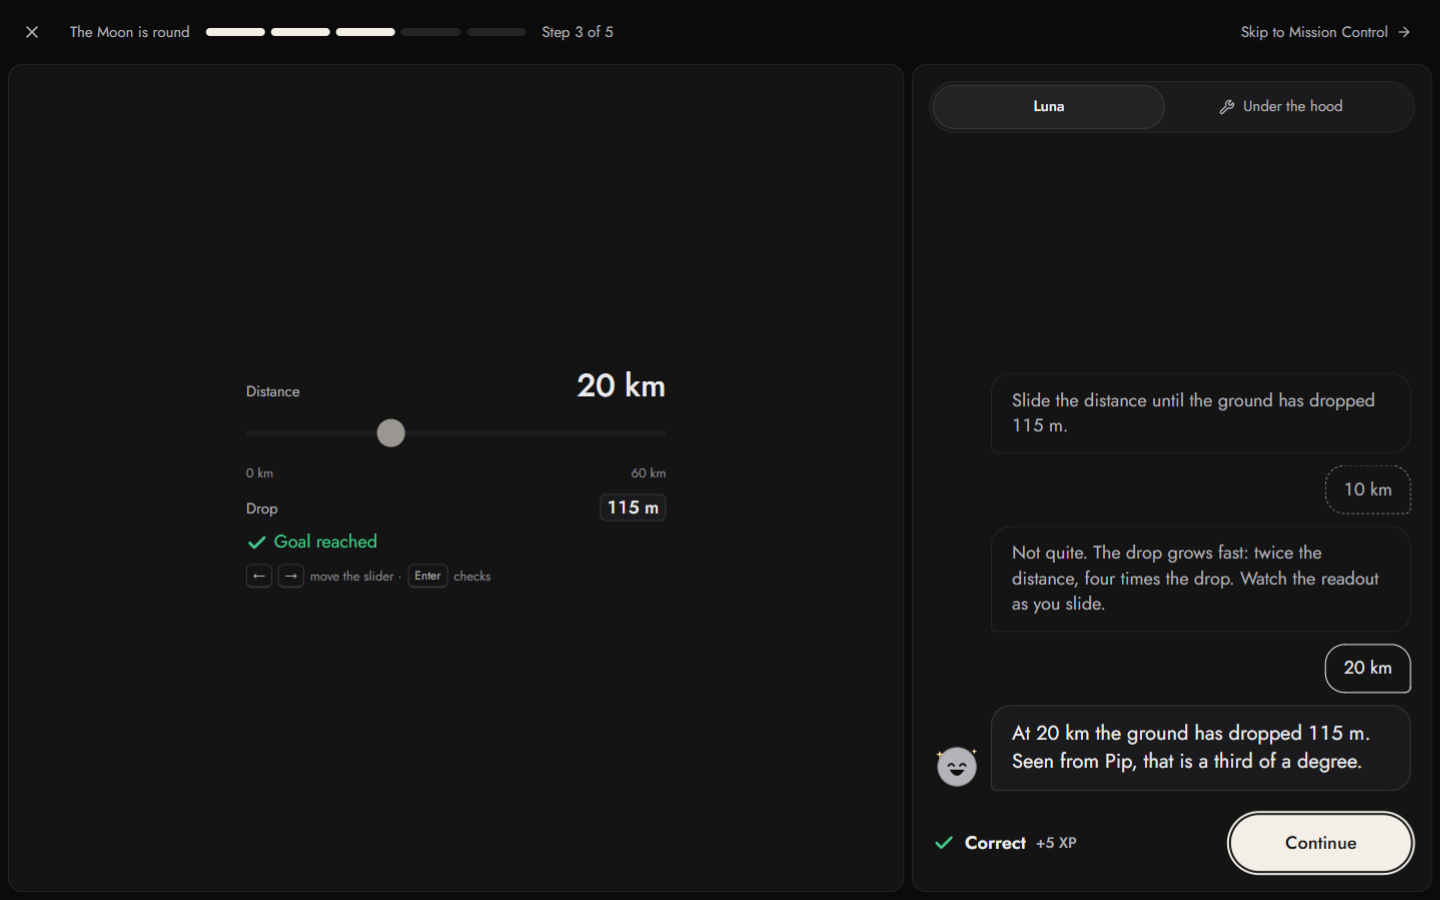 The Moon is round
Step 3 of 5
Skip to Mission Control →
Luna
Under the hood
Distance
20 km
0 km
60 km
Drop
115 m
Goal reached
← → move the slider · Enter checks
Slide the distance until the ground has dropped
115 m.
10 km
Not quite. The drop grows fast: twice the
distance, four times the drop. Watch the readout
as you slide.
20 km
At 20 km the ground has dropped 115 m.
Seen from Pip, that is a third of a degree.
Correct +5 XP
Continue